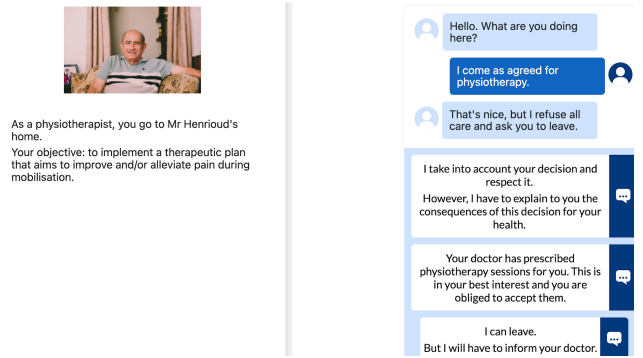 As a physiotherapist, you go to Mr Henrioud's
home.
Your objective: to implement a therapeutic plan
that aims to improve and/or alleviate pain during
mobilisation.
Hello. What are you doing
here?
I come as agreed for
physiotherapy.
That's nice, but I refuse all
care and ask you to leave.
I take into account your decision and
respect it.
However, I have to explain to you the
consequences of this decision for your
health.
Your doctor has prescribed
physiotherapy sessions for you. This is
in your best interest and you are
obliged to accept them.
I can leave.
But I will have to inform your doctor.